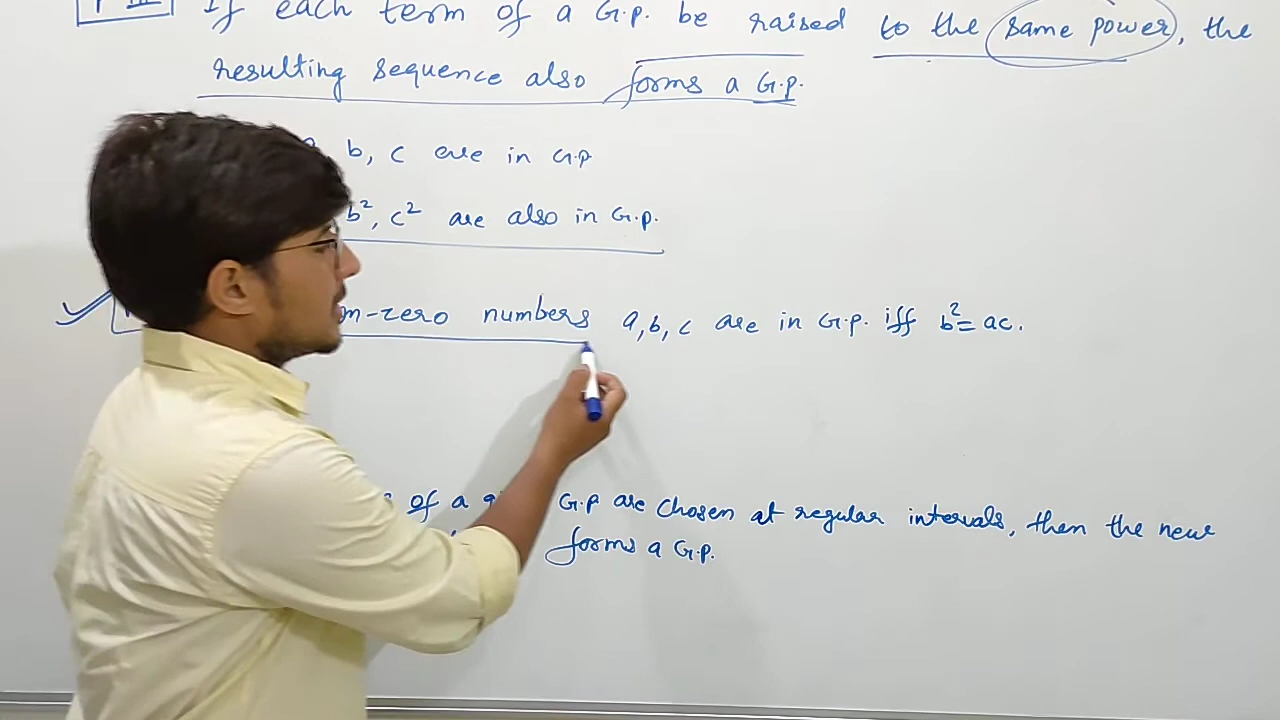 If each term of a G.p. be raised to the same power, the
resulting sequence also forms a G.p.
b, c are in G.P
b², c² are also in G.p.
numbers a, b, c are in G.p. iff b² = ac.
of a G.P are chosen at regular intervals, then the new
forms a G.p.